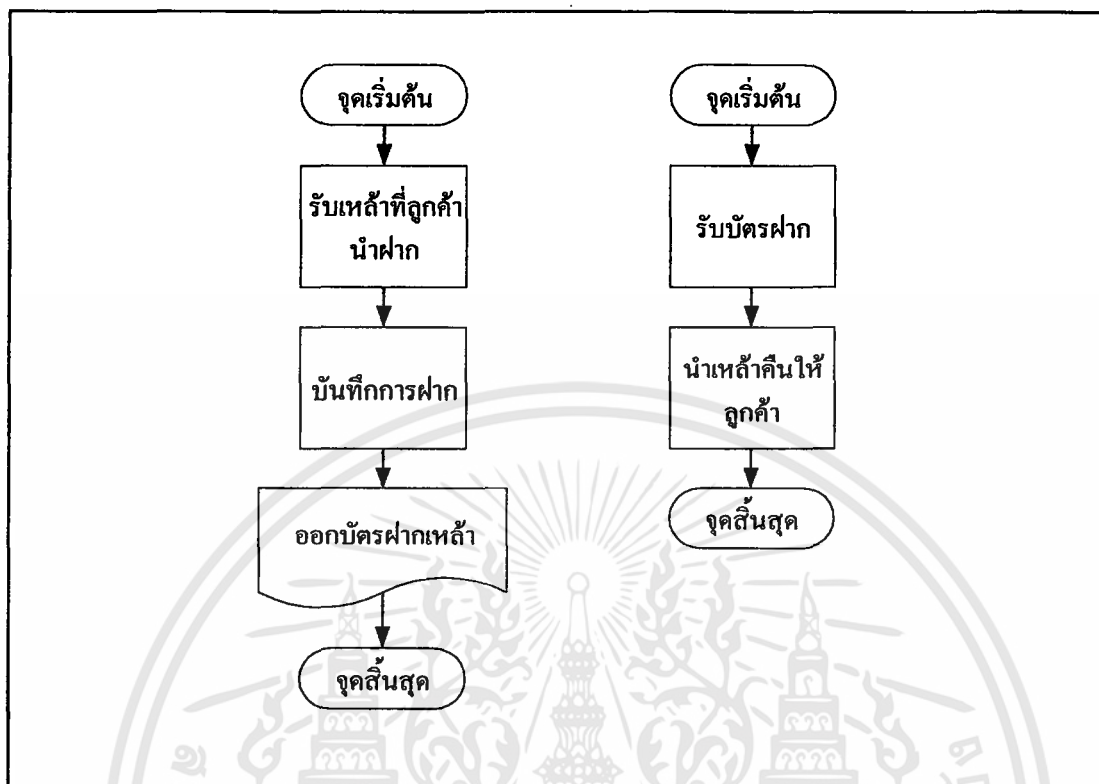 จุดเริ่มต้น
รับเหล้าที่ลูกค้า
นำฝาก
บันทึกการฝาก
ออกบัตรฝากเหล้า
จุดสิ้นสุด
จุดเริ่มต้น
รับบัตรฝาก
นำเหล้าคืนให้
ลูกค้า
จุดสิ้นสุด